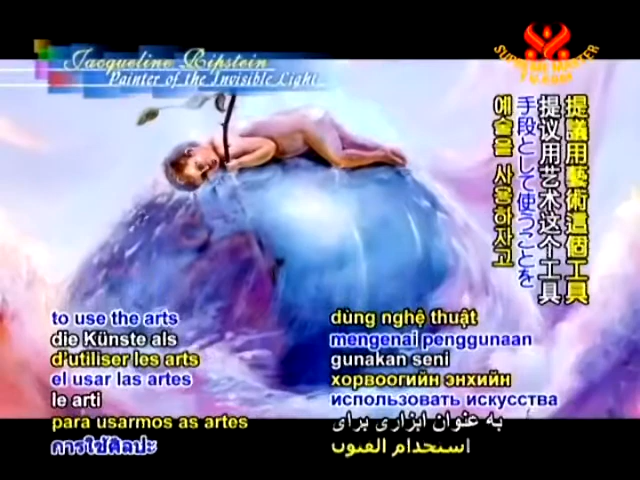 Jacqueline Ripstein
Painter of the Invisible Light
SUPREME MASTER
TV.COM
提議用藝術這個工具
提议用艺术这个工具
手段として使うことを
예술을 사용하자고
to use the arts
die Künste als
d'utiliser les arts
el usar las artes
le arti
para usarmos as artes
การใช้ศิลปะ
dùng nghệ thuật
mengenai penggunaan
gunakan seni
хорвоогийн энхийн
использовать искусства
به عنوان ابزاری برای
استخدام الفنون